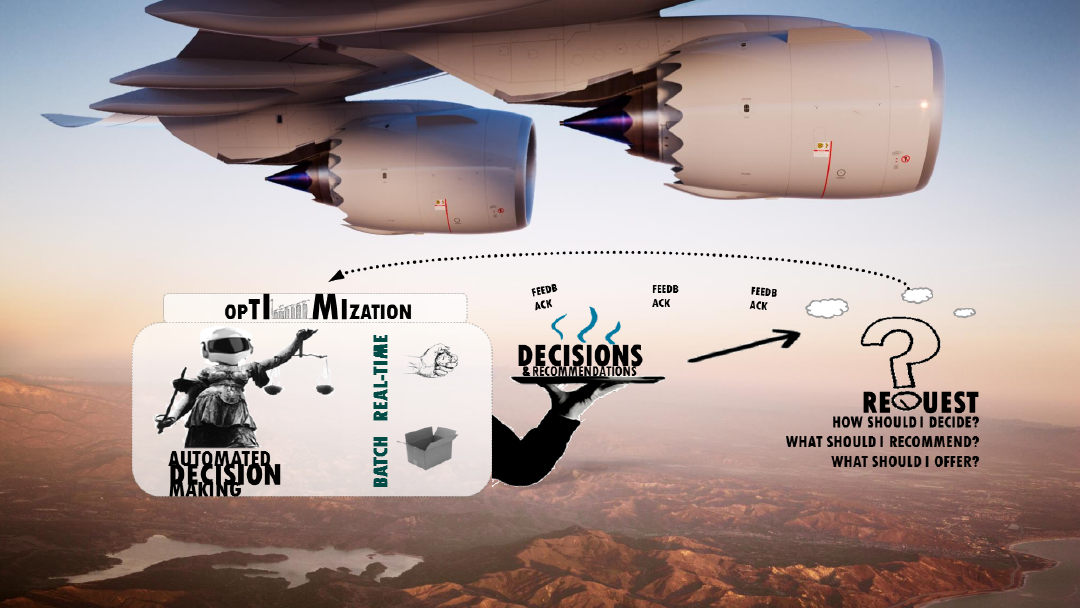 FEEDB
ACK
FEEDB
ACK
FEEDB
ACK
OPTIMIZATION
DECISIONS
& RECOMMENDATIONS
REAL-TIME
BATCH
AUTOMATED
DECISION
MAKING
REQUEST
HOW SHOULD I DECIDE?
WHAT SHOULD I RECOMMEND?
WHAT SHOULD I OFFER?